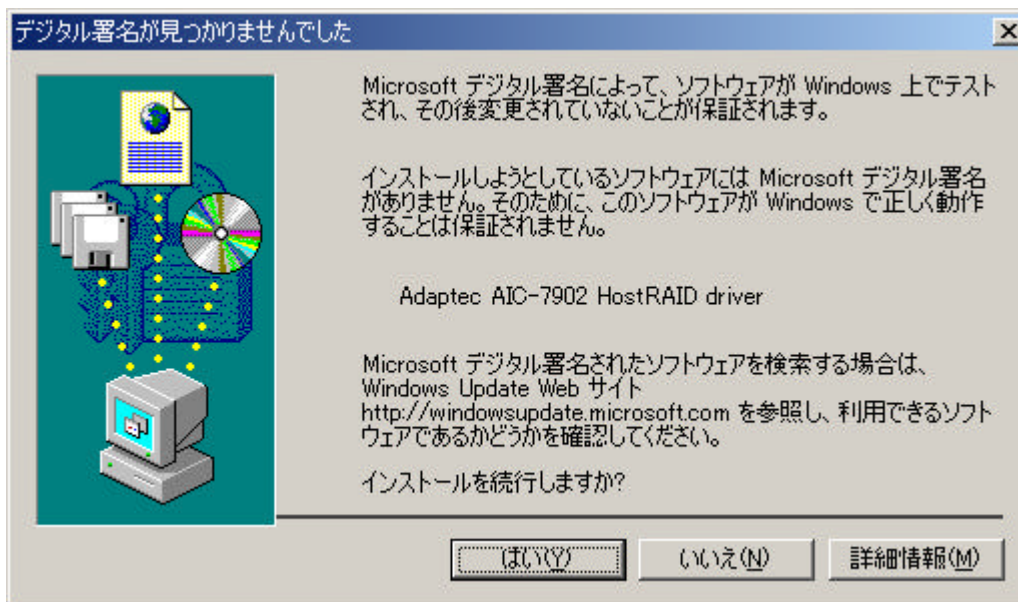 デジタル署名が見つかりませんでした
Microsoft デジタル署名によって、ソフトウェアが Windows 上でテスト
され、その後変更されていないことが保証されます。
インストールしようとしているソフトウェアには Microsoft デジタル署名
がありません。そのために、このソフトウェアが Windows で正しく動作
することは保証されません。
Adaptec AIC-7902 HostRAID driver
Microsoft デジタル署名されたソフトウェアを検索する場合は、
Windows Update Web サイト
http://windowsupdate.microsoft.com を参照し、利用できるソフト
ウェアであるかどうかを確認してください。
インストールを続行しますか?
はい(Y) いいえ(N) 詳細情報(M)